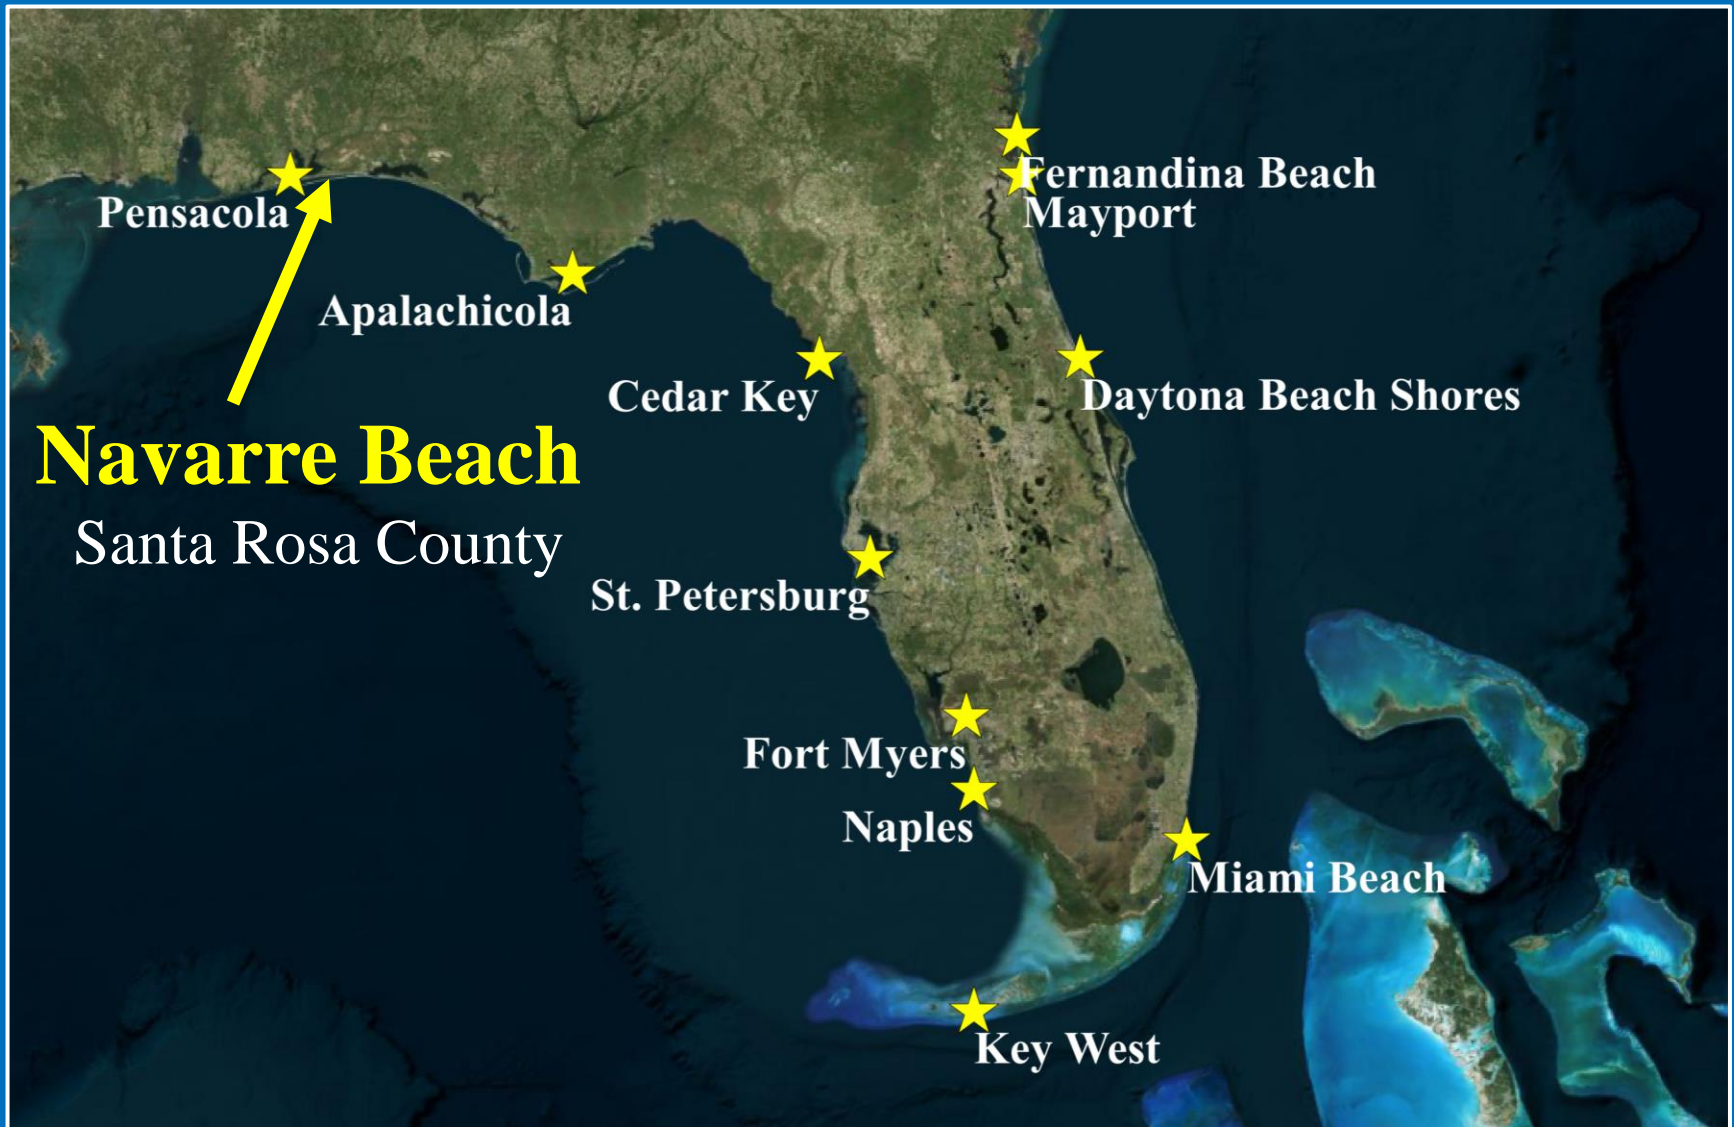 Fernandina Beach
Pensacola
Mayport
Apalachicola
Cedar Key
Daytona Beach Shores
Navarre Beach
Santa Rosa County
St. Petersburg
Fort Myers
Naples
Miami Beach
Key West